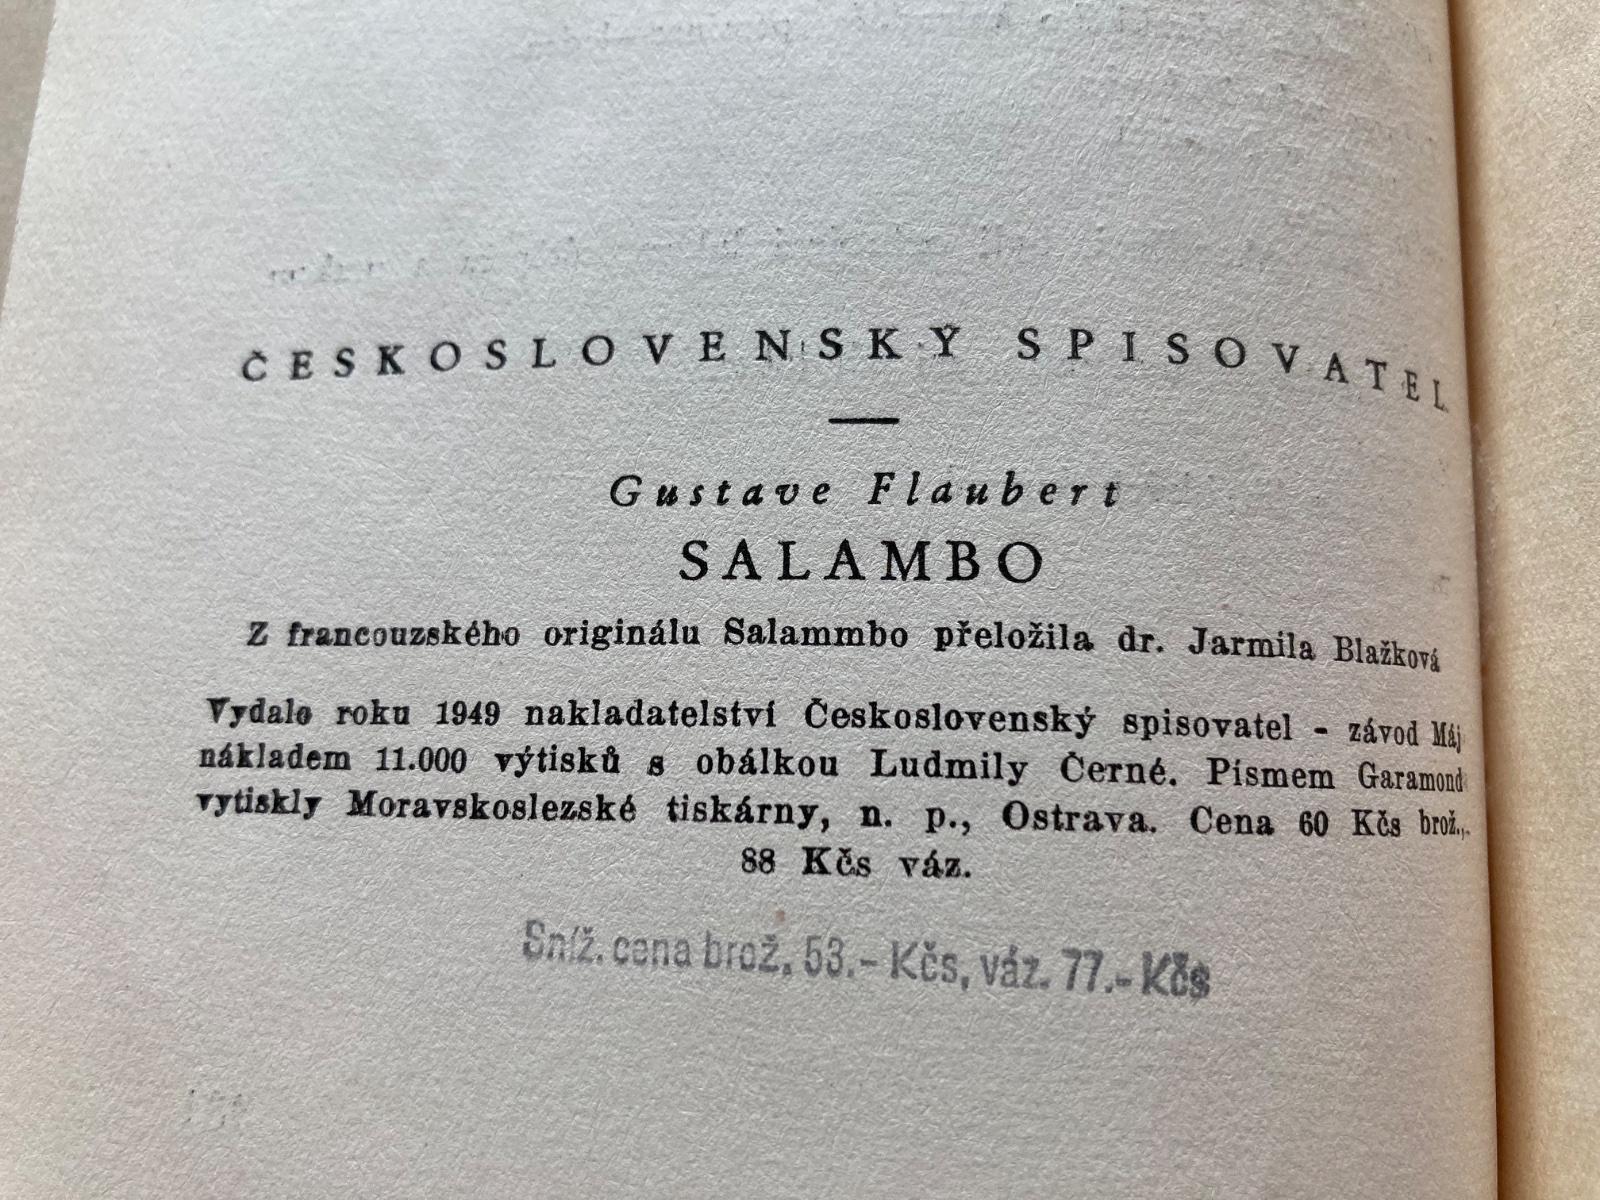 ČESKOSLOVENSKÝ SPISOVATEL
Gustave Flaubert
SALAMBO
Z francouzského originálu Salammbo přeložila dr. Jarmila Blažková
Vydalo roku 1949 nakladatelství Československý spisovatel - závod Máj
nákladem 11.000 výtisků s obálkou Ludmily Černé. Písmem Garamond
vytiskly Moravskoslezské tiskárny, n. p., Ostrava. Cena 60 Kčs brož.,
88 Kčs váz.
Sníž. cena brož. 53.- Kčs, váz. 77.- Kčs